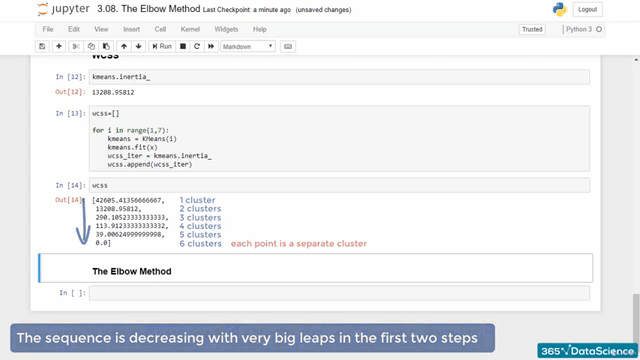 jupyter 3.08. The Elbow Method Last Checkpoint: a minute ago (unsaved changes)
Logout
File Edit View Insert Cell Kernel Widgets Help
Trusted
Python 3
Run
Markdown
WCSS
In [12]: kmeans.inertia_
Out[12]: 13208.95812
In [13]: wcss=[]
for i in range(1,7):
kmeans = KMeans(i)
kmeans.fit(x)
wcss_iter = kmeans.inertia_
wcss.append(wcss_iter)
In [14]: wcss
Out[14]: [42605.41356666667, 1 cluster
13208.95812, 2 clusters
290.10523333333333, 3 clusters
113.91233333333332, 4 clusters
39.00624999999998, 5 clusters
0.0] 6 clusters each point is a separate cluster
The Elbow Method
In [ ]:
The sequence is decreasing with very big leaps in the first two steps
365 DataScience